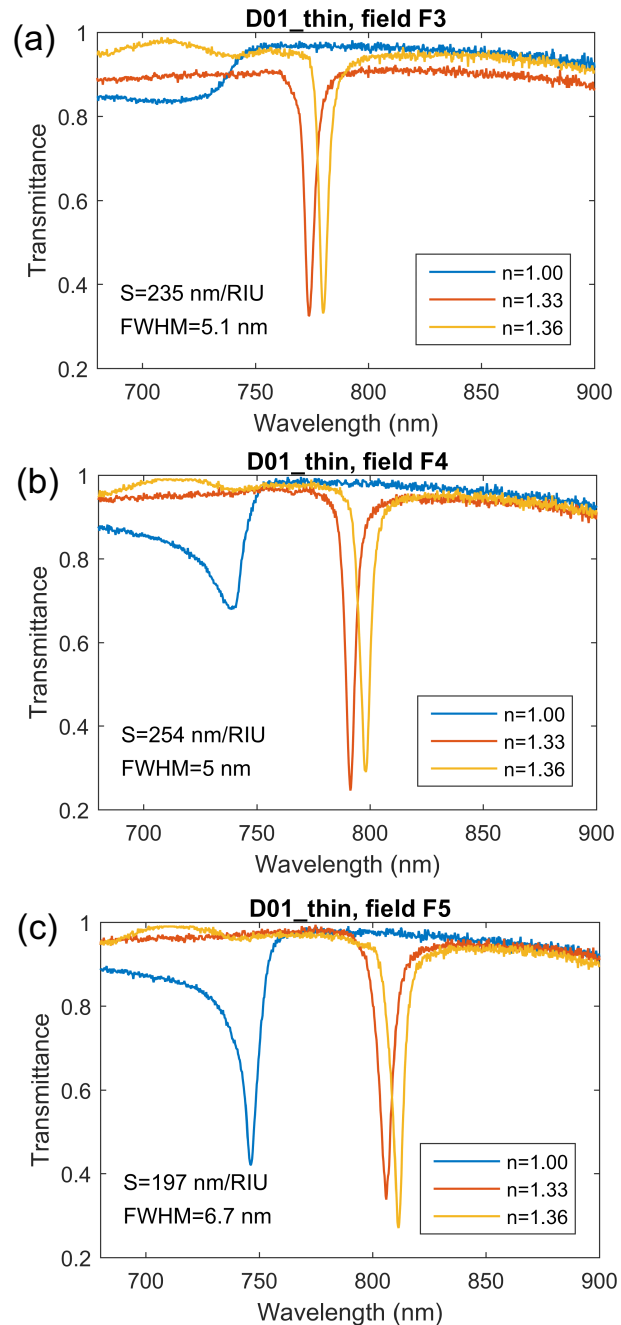 (a)
D01_thin, field F3
1
0.8
0.6
0.4
0.2
Transmittance
S=235 nm/RIU
FWHM=5.1 nm
n=1.00
n=1.33
n=1.36
700 750 800 850 900
Wavelength (nm)
(b)
D01_thin, field F4
1
0.8
0.6
0.4
0.2
Transmittance
S=254 nm/RIU
FWHM=5 nm
n=1.00
n=1.33
n=1.36
700 750 800 850 900
Wavelength (nm)
(c)
D01_thin, field F5
1
0.8
0.6
0.4
0.2
Transmittance
S=197 nm/RIU
FWHM=6.7 nm
n=1.00
n=1.33
n=1.36
700 750 800 850 900
Wavelength (nm)